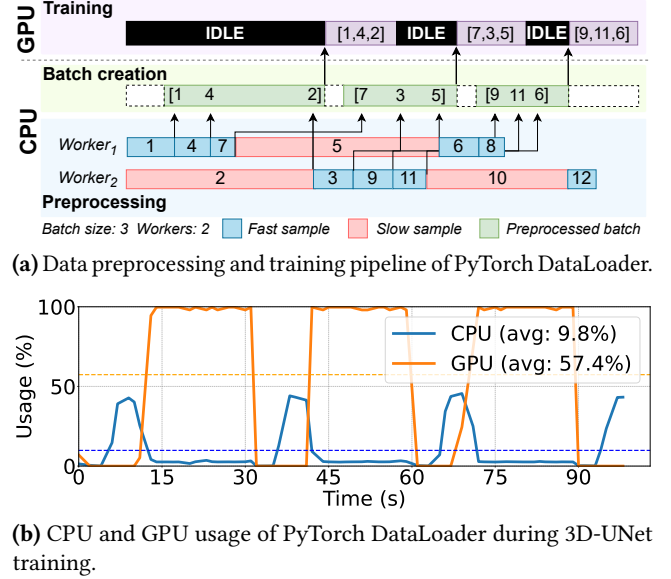 Training
GPU
IDLE
[1,4,2]
IDLE
[7,3,5]
IDLE
[9,11,6]
Batch creation
[1 4 2]
[7 3 5]
[9 11 6]
CPU
Worker1
1 4 7 5 6 8
Worker2
2 3 9 11 10 12
Preprocessing
Batch size: 3 Workers: 2 Fast sample Slow sample Preprocessed batch
(a) Data preprocessing and training pipeline of PyTorch DataLoader.
100
50
0
Usage (%)
CPU (avg: 9.8%)
GPU (avg: 57.4%)
0 15 30 45 60 75 90
Time (s)
(b) CPU and GPU usage of PyTorch DataLoader during 3D-UNet
training.